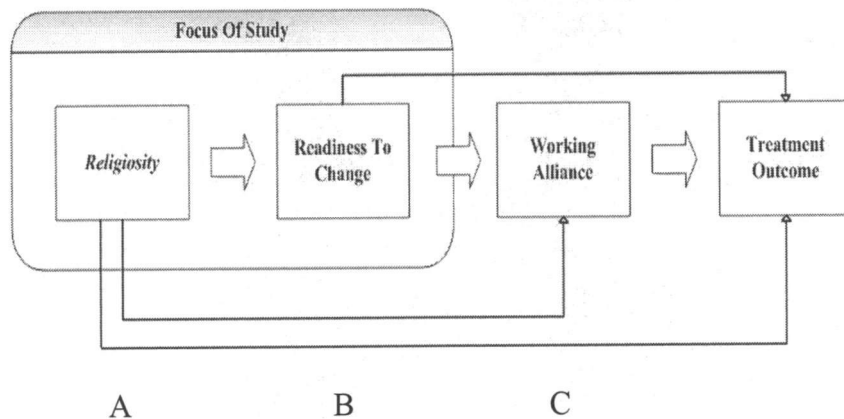 Focus Of Study
Religiosity
Readiness To
Change
Working
Alliance
Treatment
Outcome
A B C